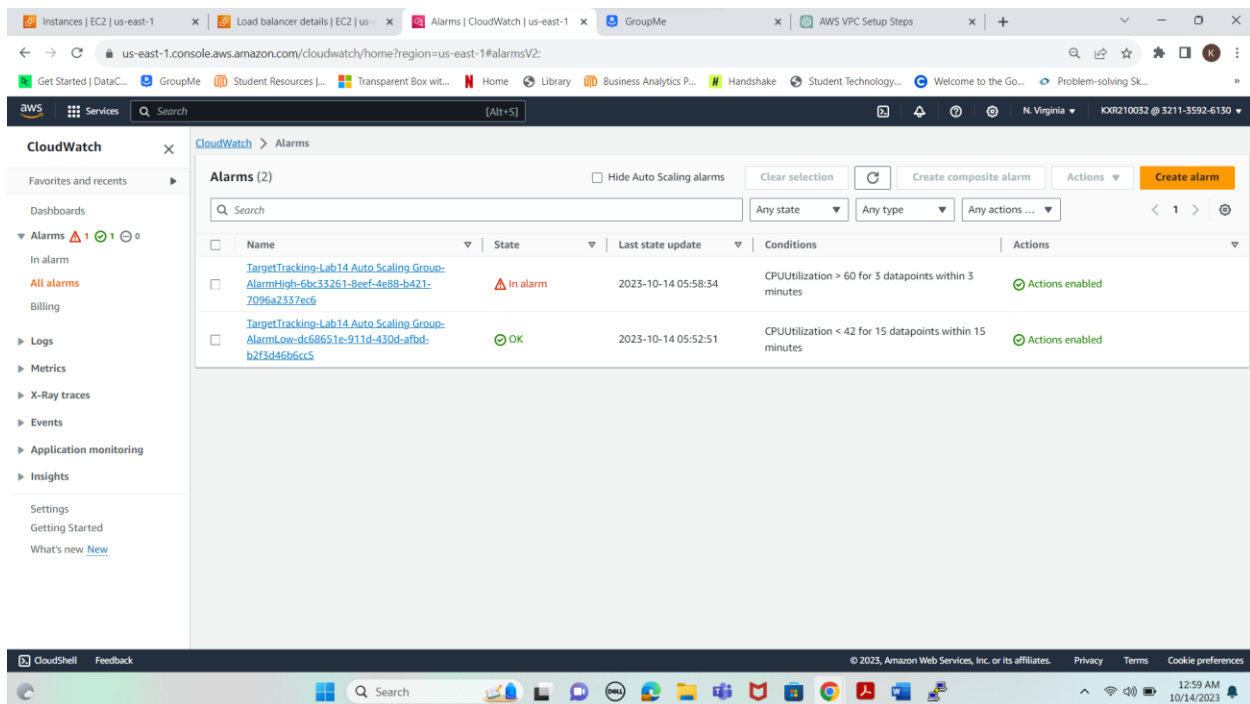 Instances | EC2 | us-east-1
Load balancer details | EC2 | us-
Alarms | CloudWatch | us-east-1
GroupMe
AWS VPC Setup Steps
us-east-1.console.aws.amazon.com/cloudwatch/home?region=us-east-1#alarmsV2:
K
Get Started | DataC...
GroupMe
Student Resources |...
Transparent Box wit...
Home
Library
Business Analytics P...
Handshake
Student Technology...
Welcome to the Go...
Problem-solving Sk...
aws
Services
Search
[Alt+S]
N. Virginia
KXR210032 @ 3211-3592-6130
CloudWatch
Favorites and recents
Dashboards
Alarms 1 1 0
In alarm
All alarms
Billing
Logs
Metrics
X-Ray traces
Events
Application monitoring
Insights
Settings
Getting Started
What's new New
CloudWatch > Alarms
Alarms (2)
Hide Auto Scaling alarms
Clear selection
Create composite alarm
Actions
Create alarm
Search
Any state
Any type
Any actions ...
1
Name
State
Last state update
Conditions
Actions
TargetTracking-Lab14 Auto Scaling Group-
AlarmHigh-6bc33261-8eef-4e88-b421-
7096a2337ec6
In alarm
2023-10-14 05:58:34
CPUUtilization > 60 for 3 datapoints within 3
minutes
Actions enabled
TargetTracking-Lab14 Auto Scaling Group-
AlarmLow-dc68651e-911d-430d-afbd-
b2f3d46b6cc5
OK
2023-10-14 05:52:51
CPUUtilization < 42 for 15 datapoints within 15
minutes
Actions enabled
CloudShell
Feedback
© 2023, Amazon Web Services, Inc. or its affiliates.
Privacy
Terms
Cookie preferences
Search
DELL
12:59 AM
10/14/2023